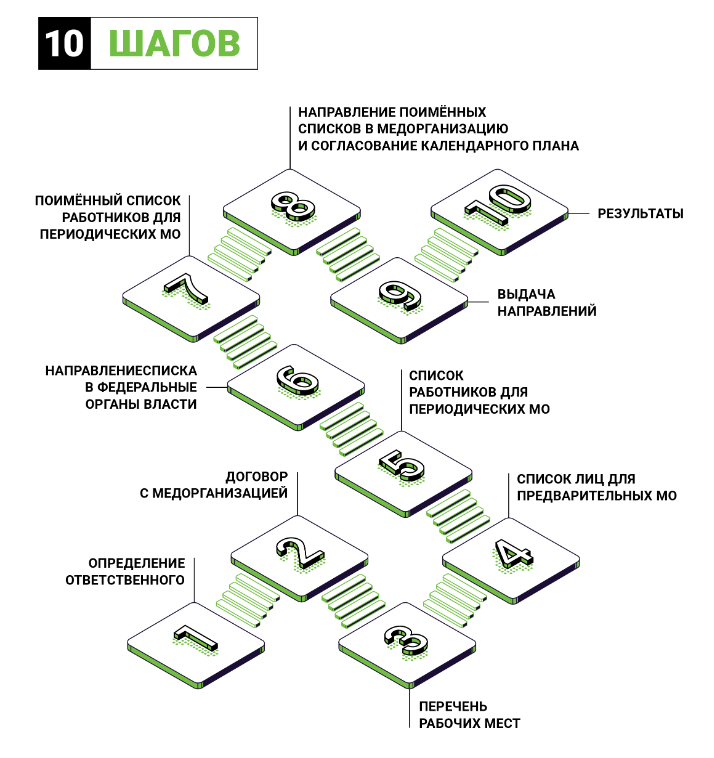 10 ШАГОВ
НАПРАВЛЕНИЕ ПОИМЁННЫХ
СПИСКОВ В МЕДОРГАНИЗАЦИЮ
И СОГЛАСОВАНИЕ КАЛЕНДАРНОГО ПЛАНА
8
10
ПОИМЁННЫЙ СПИСОК
РАБОТНИКОВ ДЛЯ
ПЕРИОДИЧЕСКИХ МО
РЕЗУЛЬТАТЫ
7
9
ВЫДАЧА
НАПРАВЛЕНИЙ
НАПРАВЛЕНИЕСПИСКА
В ФЕДЕРАЛЬНЫЕ
ОРГАНЫ ВЛАСТИ
6
СПИСОК
РАБОТНИКОВ ДЛЯ
ПЕРИОДИЧЕСКИХ МО
5
ДОГОВОР
С МЕДОРГАНИЗАЦИЕЙ
СПИСОК ЛИЦ ДЛЯ
ПРЕДВАРИТЕЛЬНЫХ МО
2
4
ОПРЕДЕЛЕНИЕ
ОТВЕТСТВЕННОГО
1
3
ПЕРЕЧЕНЬ
РАБОЧИХ МЕСТ